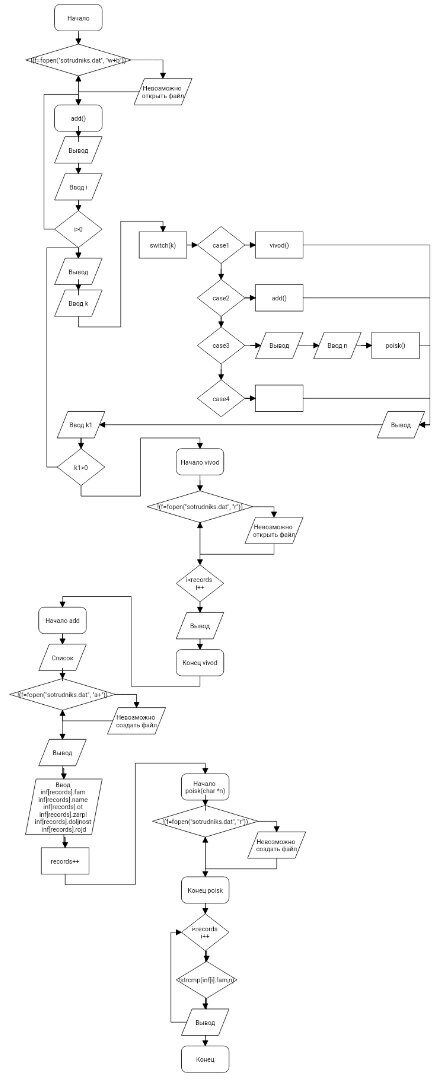 Начало
!(f=fopen("sotrudniks.dat", "w+b"))
Невозможно
открыть файл
add()
Вывод
Ввод i
i>0
Вывод
Ввод k
switch(k)
case1
vivod()
case2
add()
case3
Вывод
Ввод n
poisk()
case4
Вывод
Ввод k1
k1>0
Начало vivod
!(f=fopen("sotrudniks.dat", "r"))
Невозможно
открыть файл
i<records
i++
Вывод
Конец vivod
Начало add
Список
!(f=fopen("sotrudniks.dat", "a+"))
Невозможно
создать файл
Вывод
Ввод
inf[records].fam
inf[records].name
inf[records].ot
inf[records].zarpl
inf[records].doljnost
inf[records].rojd
records++
Начало
poisk(char *n)
!(f=fopen("sotrudniks.dat", "r"))
Невозможно
создать файл
Конец poisk
i<records
i++
!strcmp(inf[i].fam,n)
Вывод
Конец